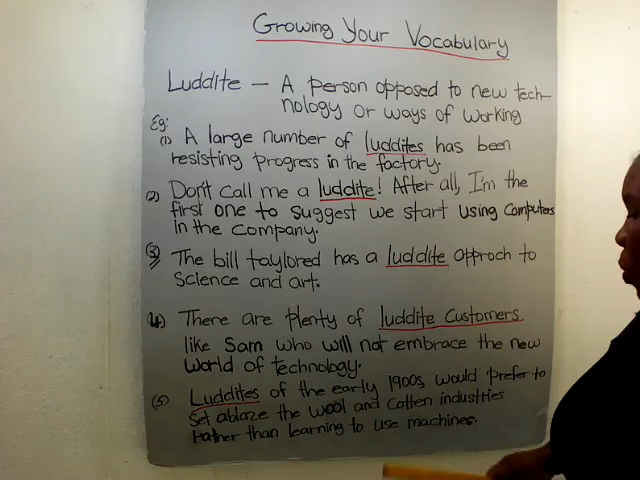 Growing Your Vocabulary
Luddite — A person opposed to new tech-
nology or ways of working
Eg:
(1) A large number of luddites has been
resisting progress in the factory.
(2) Don't call me a luddite! After all, I'm the
first one to suggest we start using computers
in the company.
(3) The bill taylored has a luddite approch to
Science and art.
(4) There are plenty of luddite customers
like Sam who will not embrace the new
world of technology.
(5) Luddites of the early 1900s would prefer to
set ablaze the wool and Cotten industries
rather than learning to use machines.